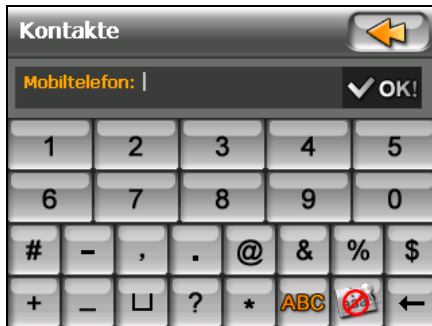 Kontakte
Mobiltelefon: OK!
1 2 3 4 5
6 7 8 9 0
# - , . @ & % $
+ _ ? * ABC